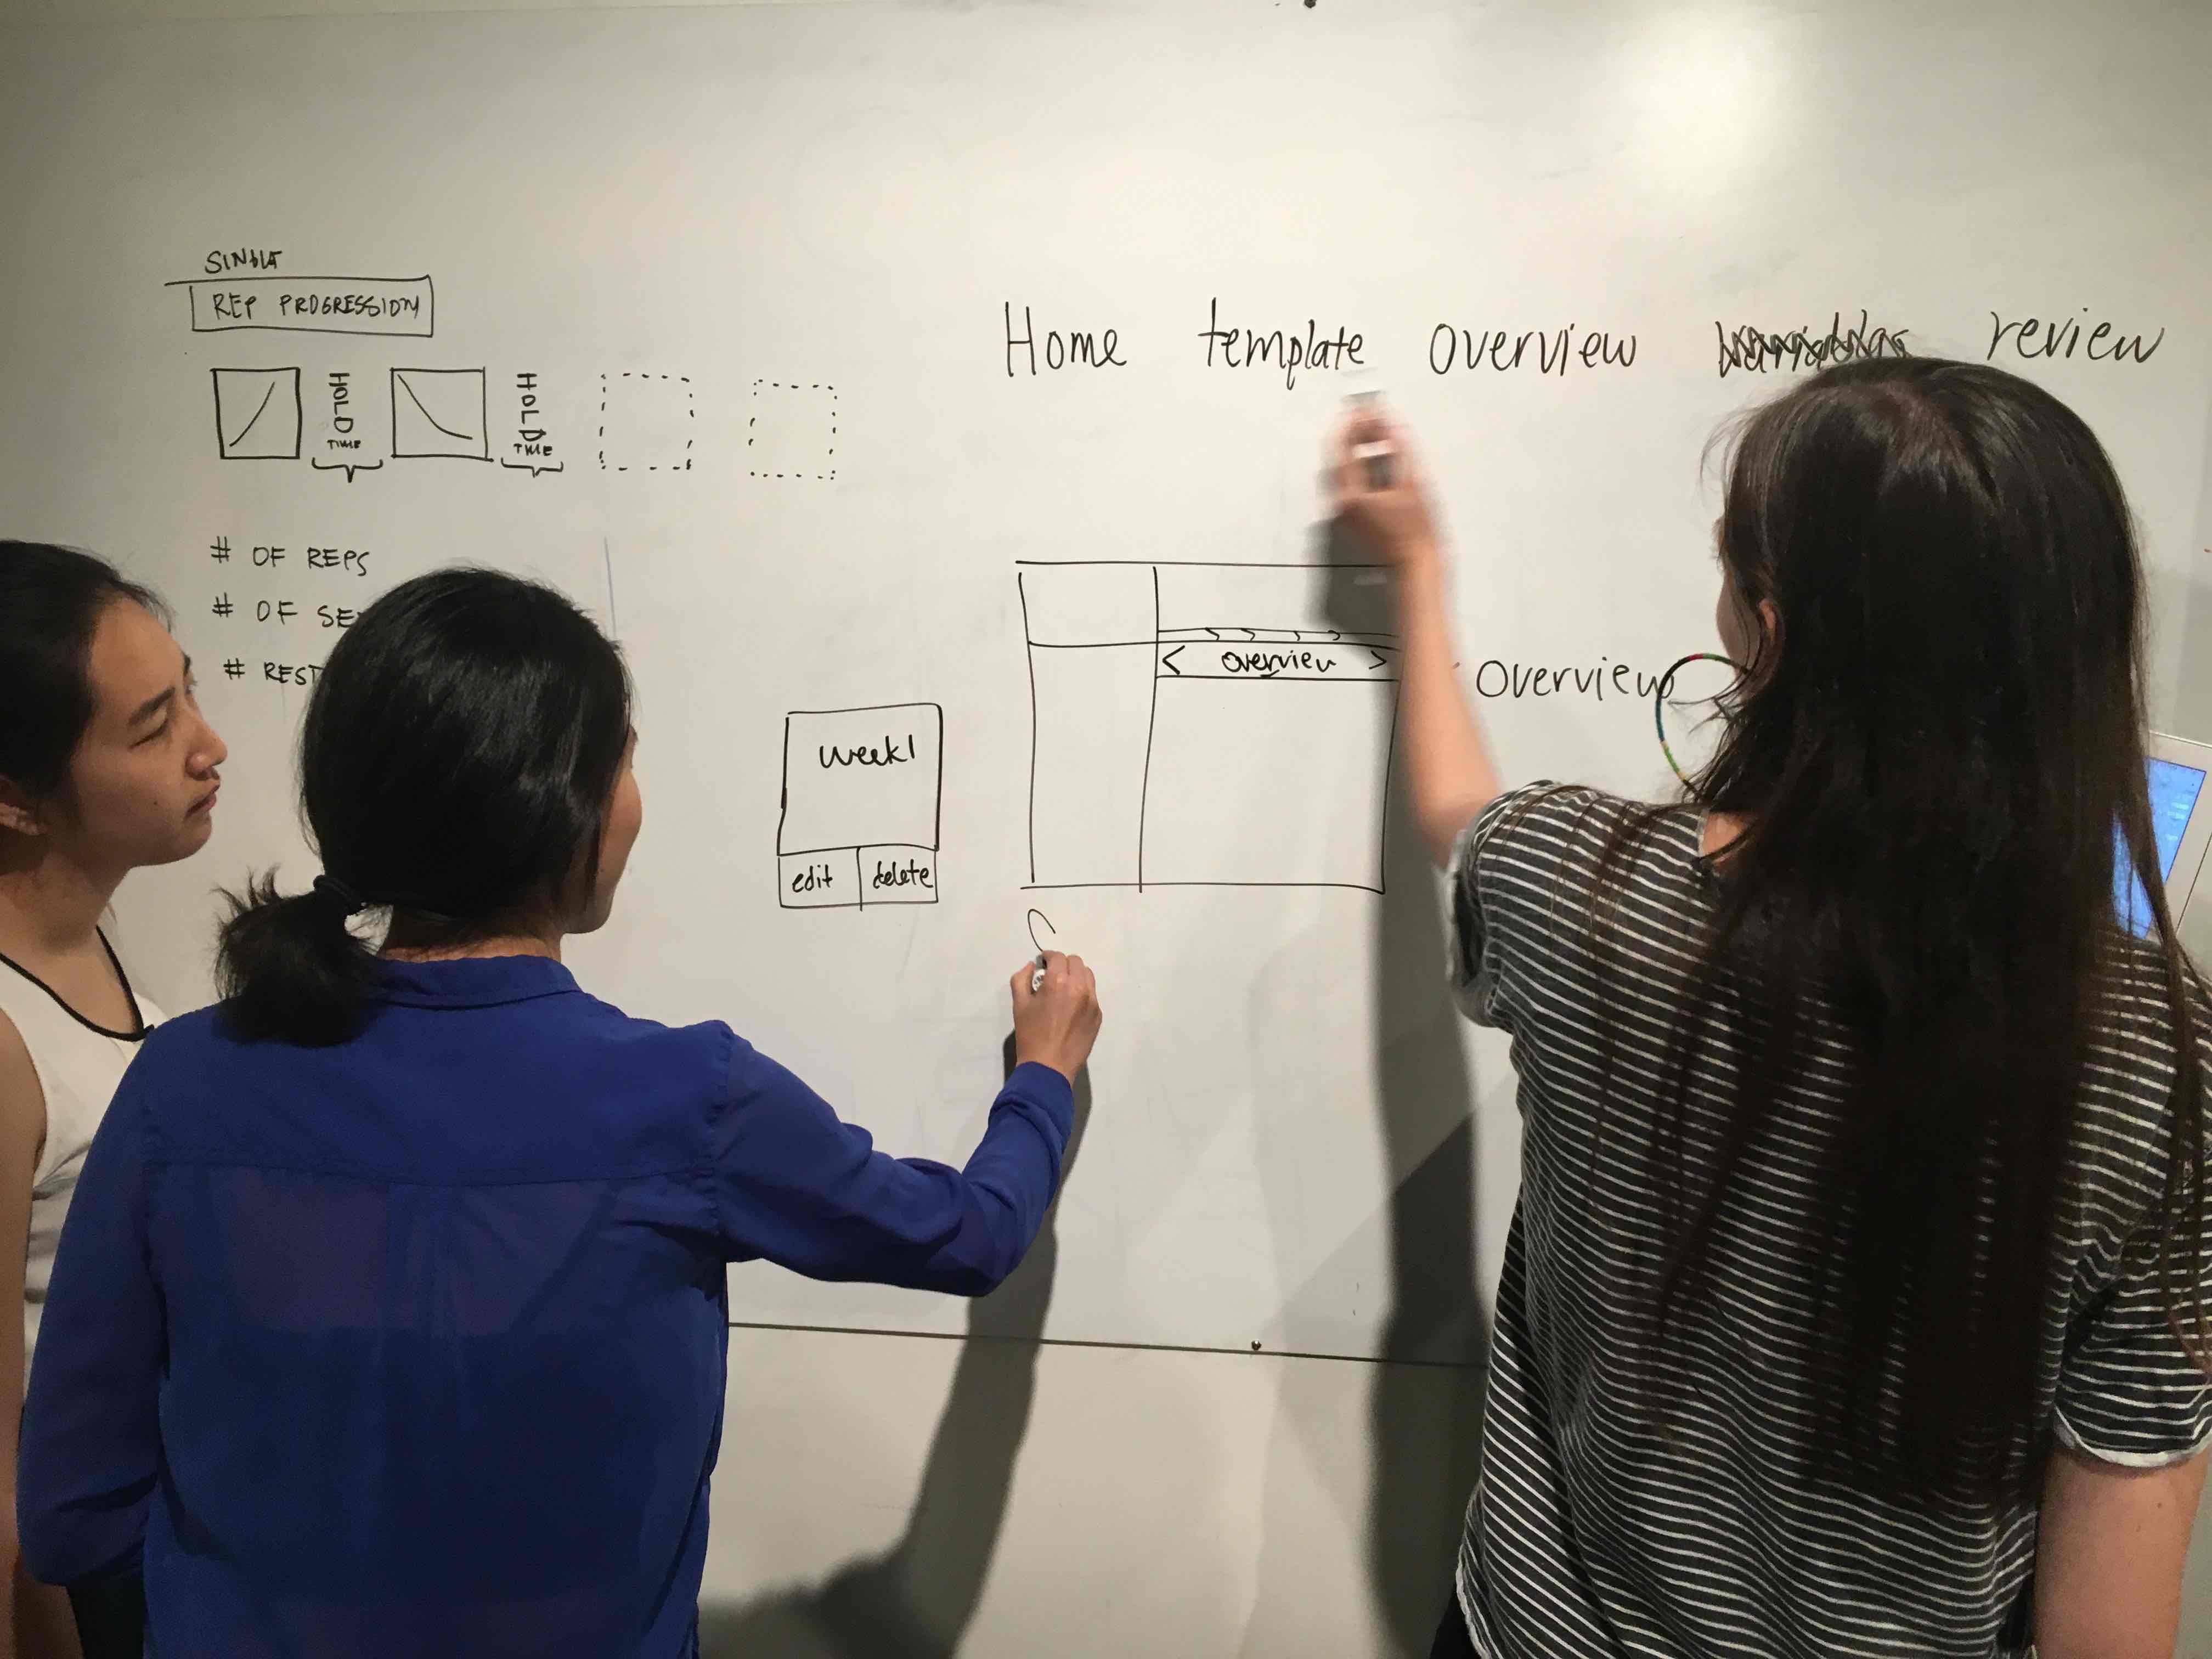 SINGLE
REP PROGRESSION
HOLD TIME
HOLD TIME
# OF REPS
# OF SE
# REST
Home template overview review
< overview >
overview
week1
edit delete